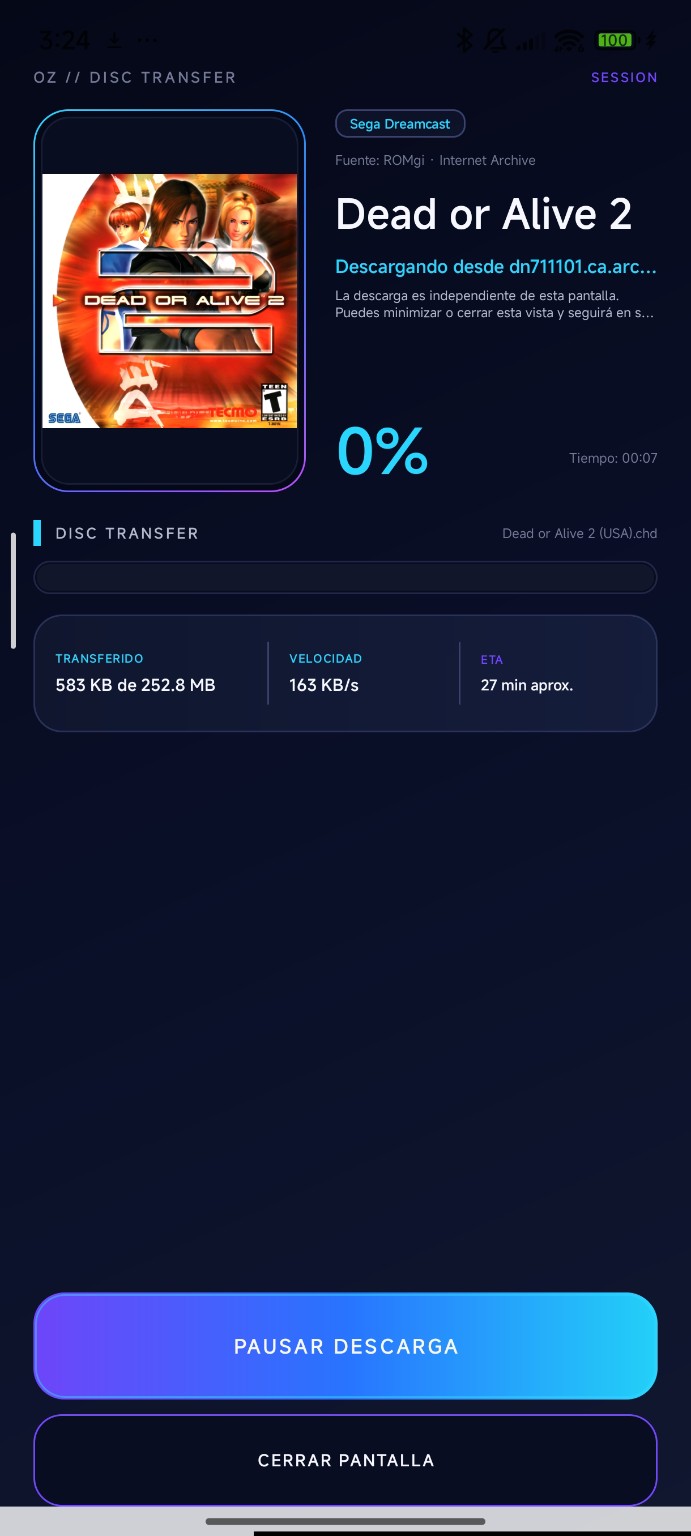 3:24
100
OZ // DISC TRANSFER
SESSION
Sega Dreamcast
Fuente: ROMgi · Internet Archive
Dead or Alive 2
Descargando desde dn711101.ca.arc...
La descarga es independiente de esta pantalla.
Puedes minimizar o cerrar esta vista y seguirá en s...
2
DEAD OR ALIVE 2
DE
SEGA
TECMO
TEEN
T
ESRB
0%
Tiempo: 00:07
DISC TRANSFER
Dead or Alive 2 (USA).chd
TRANSFERIDO
VELOCIDAD
ETA
583 KB de 252.8 MB
163 KB/s
27 min aprox.
PAUSAR DESCARGA
CERRAR PANTALLA